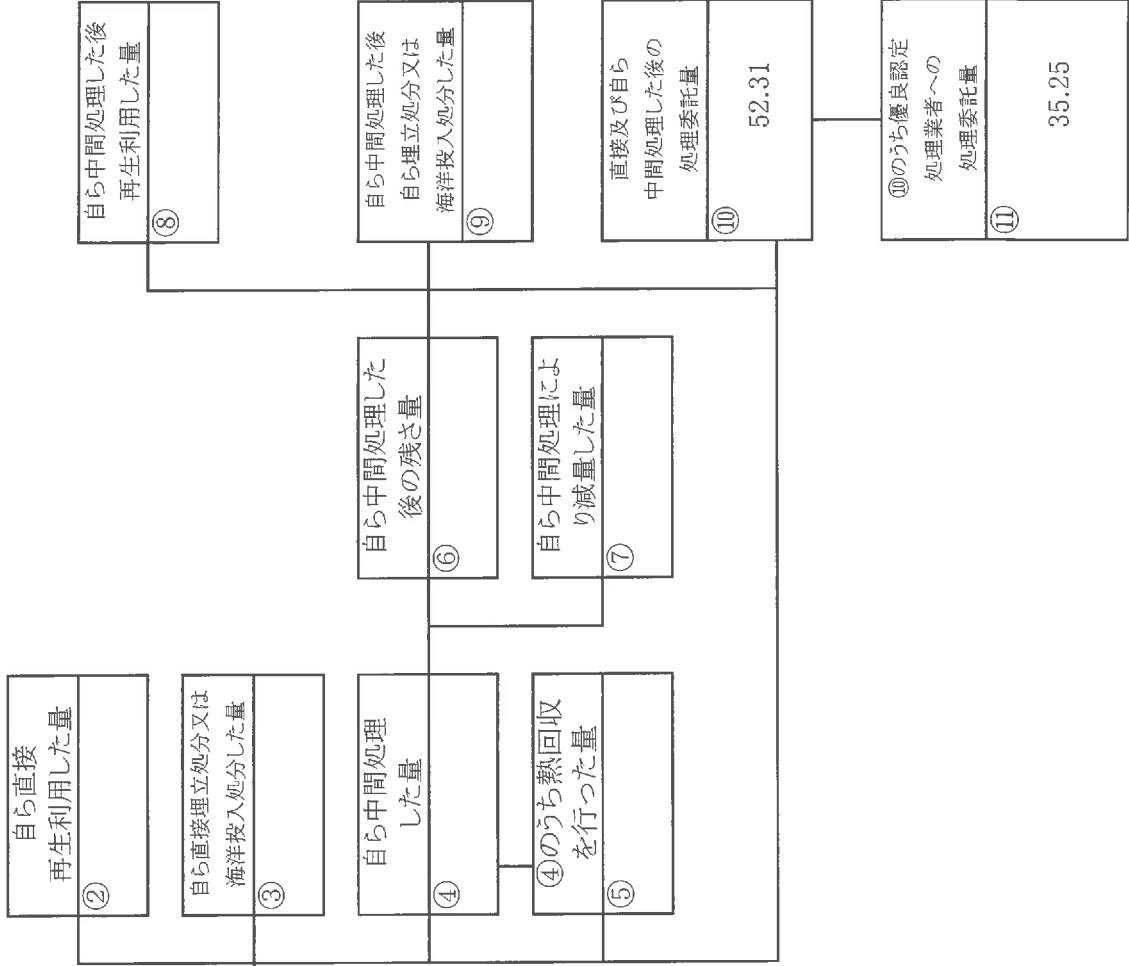 自ら直接
再生利用した量
②
自ら直接埋立処分又は
海洋投入処分した量
③
自ら中間処理
した量
④
④のうち熱回収
を行った量
⑤
自ら中間処理した
後の残さ量
⑥
自ら中間処理によ
り減量した量
⑦
自ら中間処理した後
再生利用した量
⑧
自ら中間処理した後
自ら埋立処分又は
海洋投入処分した量
⑨
直接及び自ら
中間処理した後の
処理委託量
⑩
52.31
⑩のうち優良認定
処理業者への
処理委託量
⑪
35.25